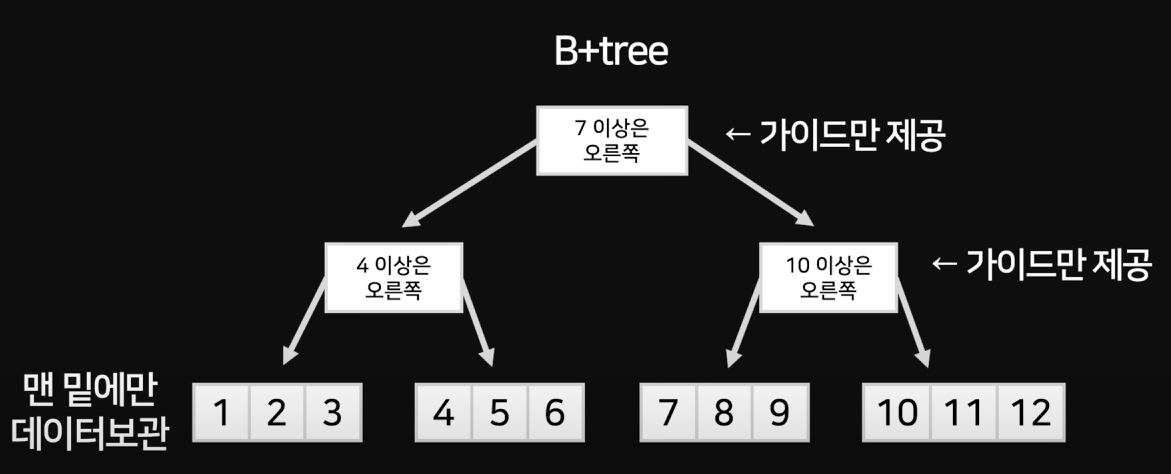 B+tree
7 이상은
오른쪽
← 가이드만 제공
4 이상은
오른쪽
10 이상은
오른쪽
← 가이드만 제공
맨 밑에만
데이터보관
1 2 3
4 5 6
7 8 9
10 11 12